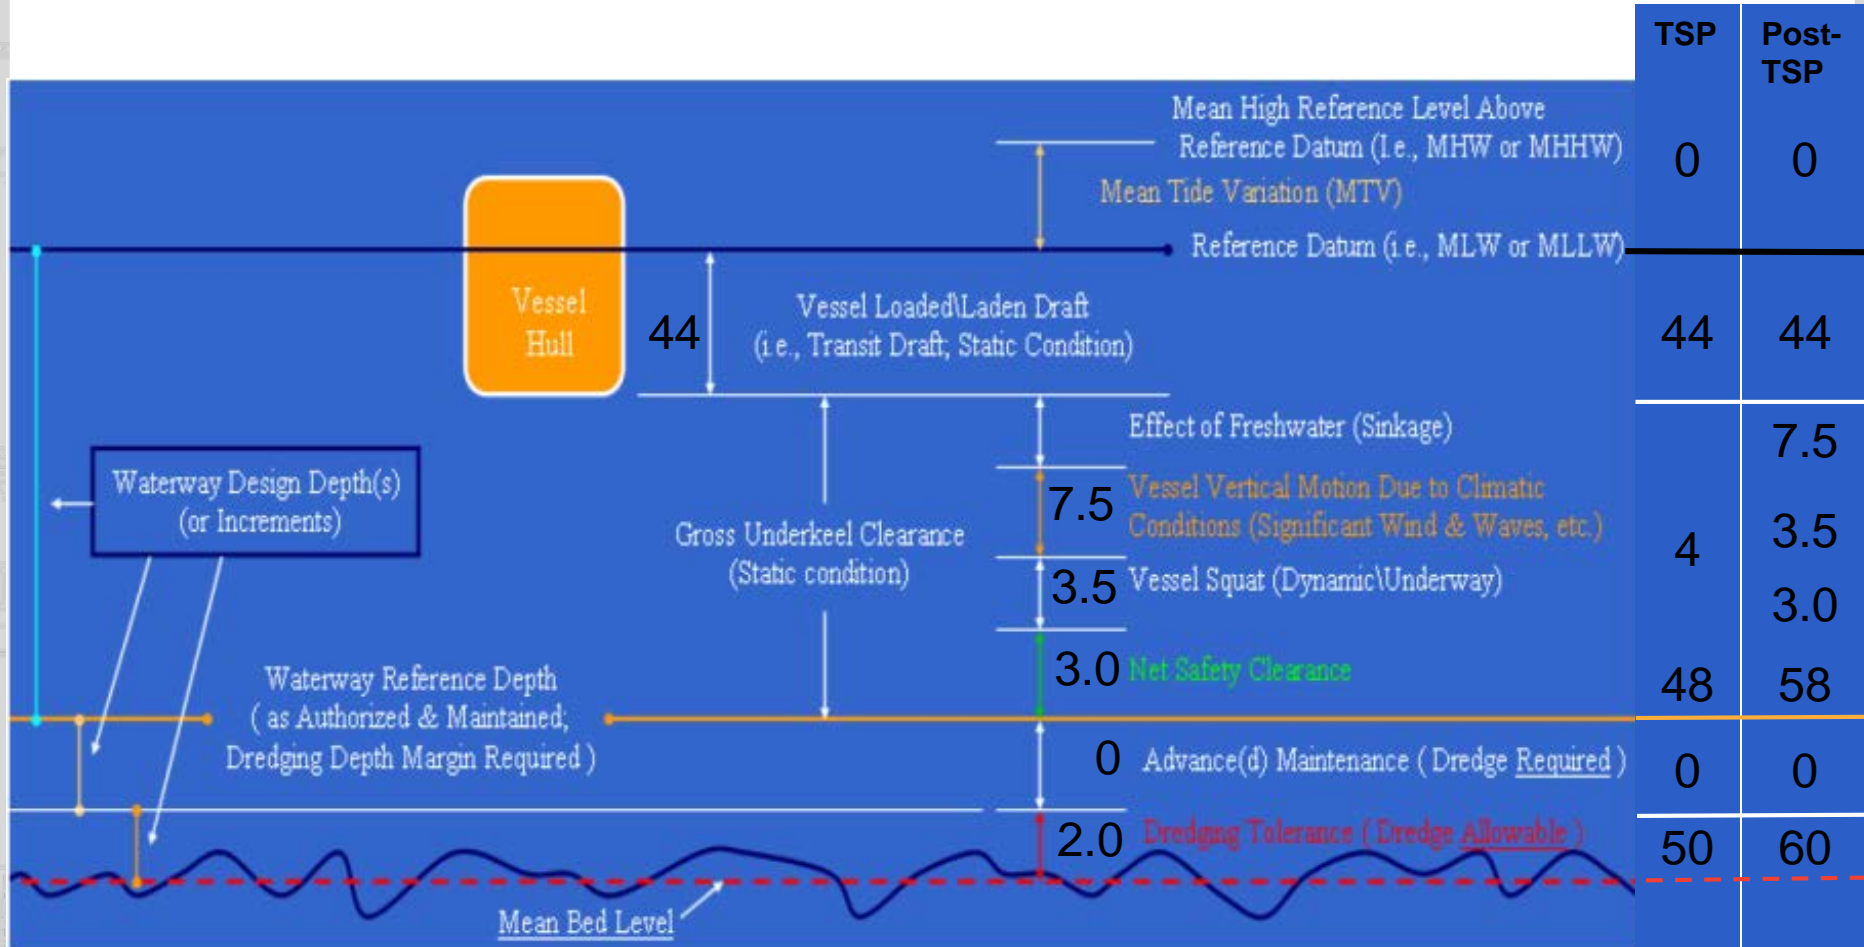 TSP
Post-
TSP
Mean High Reference Level Above
Reference Datum (I.e., MHW or MHHW)
0
0
Mean Tide Variation (MTV)
Reference Datum (i.e., MLW or MLLW)
Vessel
Hull
44
Vessel Loaded\Laden Draft
(i.e., Transit Draft; Static Condition)
44
44
Effect of Freshwater (Sinkage)
7.5
Waterway Design Depth(s)
(or Increments)
7.5
Vessel Vertical Motion Due to Climatic
Conditions (Significant Wind & Waves, etc.)
Gross Underkeel Clearance
(Static condition)
4
3.5
3.5
Vessel Squat (Dynamic\Underway)
3.0
3.0
Net Safety Clearance
48
58
Waterway Reference Depth
( as Authorized & Maintained;
Dredging Depth Margin Required )
0
Advance(d) Maintenance ( Dredge Required )
0
0
2.0
Dredging Tolerance ( Dredge Allowable )
50
60
Mean Bed Level